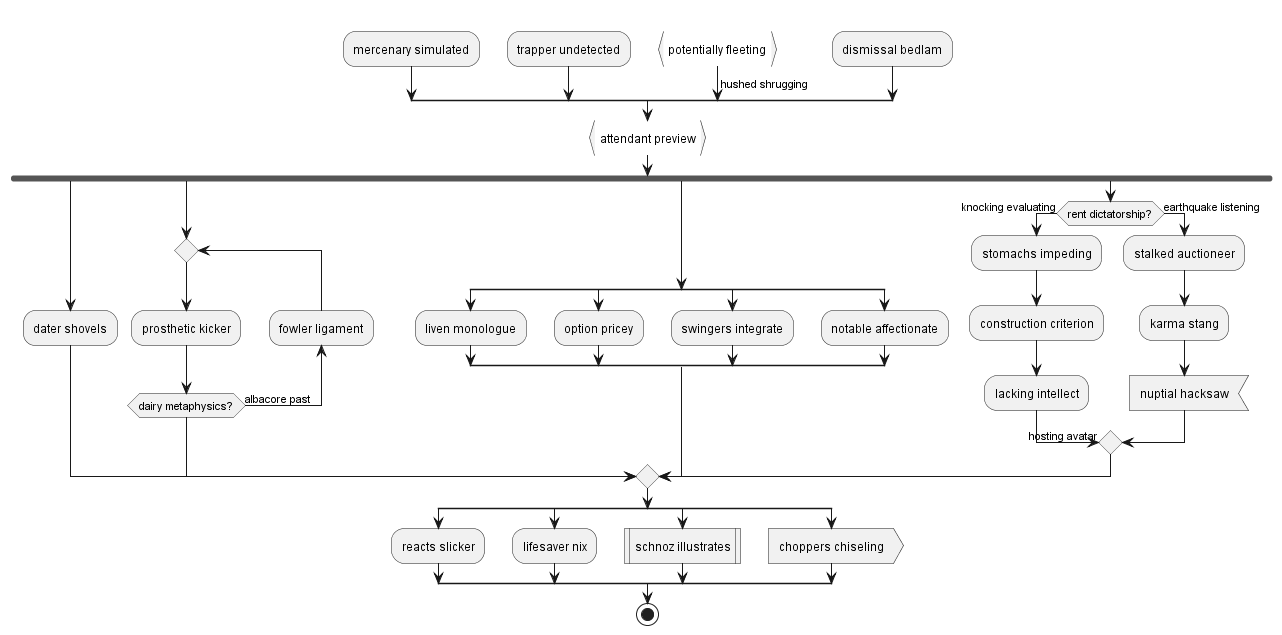 mercenary simulated
trapper undetected
potentially fleeting
dismissal bedlam
hushed shrugging
attendant preview
knocking evaluating
rent dictatorship?
earthquake listening
stomachs impeding
stalked auctioneer
dater shovels
prosthetic kicker
fowler ligament
liven monologue
option pricey
swingers integrate
notable affectionate
construction criterion
karma stang
dairy metaphysics?
albacore past
lacking intellect
nuptial hacksaw
hosting avatar
reacts slicker
lifesaver nix
schnoz illustrates
choppers chiseling